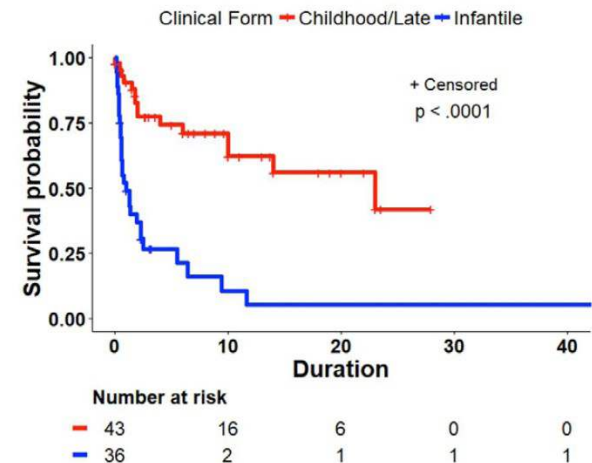 Clinical Form Childhood/Late Infantile
1.00
0.75
0.50
0.25
0.00
Survival probability
+ Censored
p < .0001
0 10 20 30 40
Duration
Number at risk
43 16 6 0 0
36 2 1 1 1